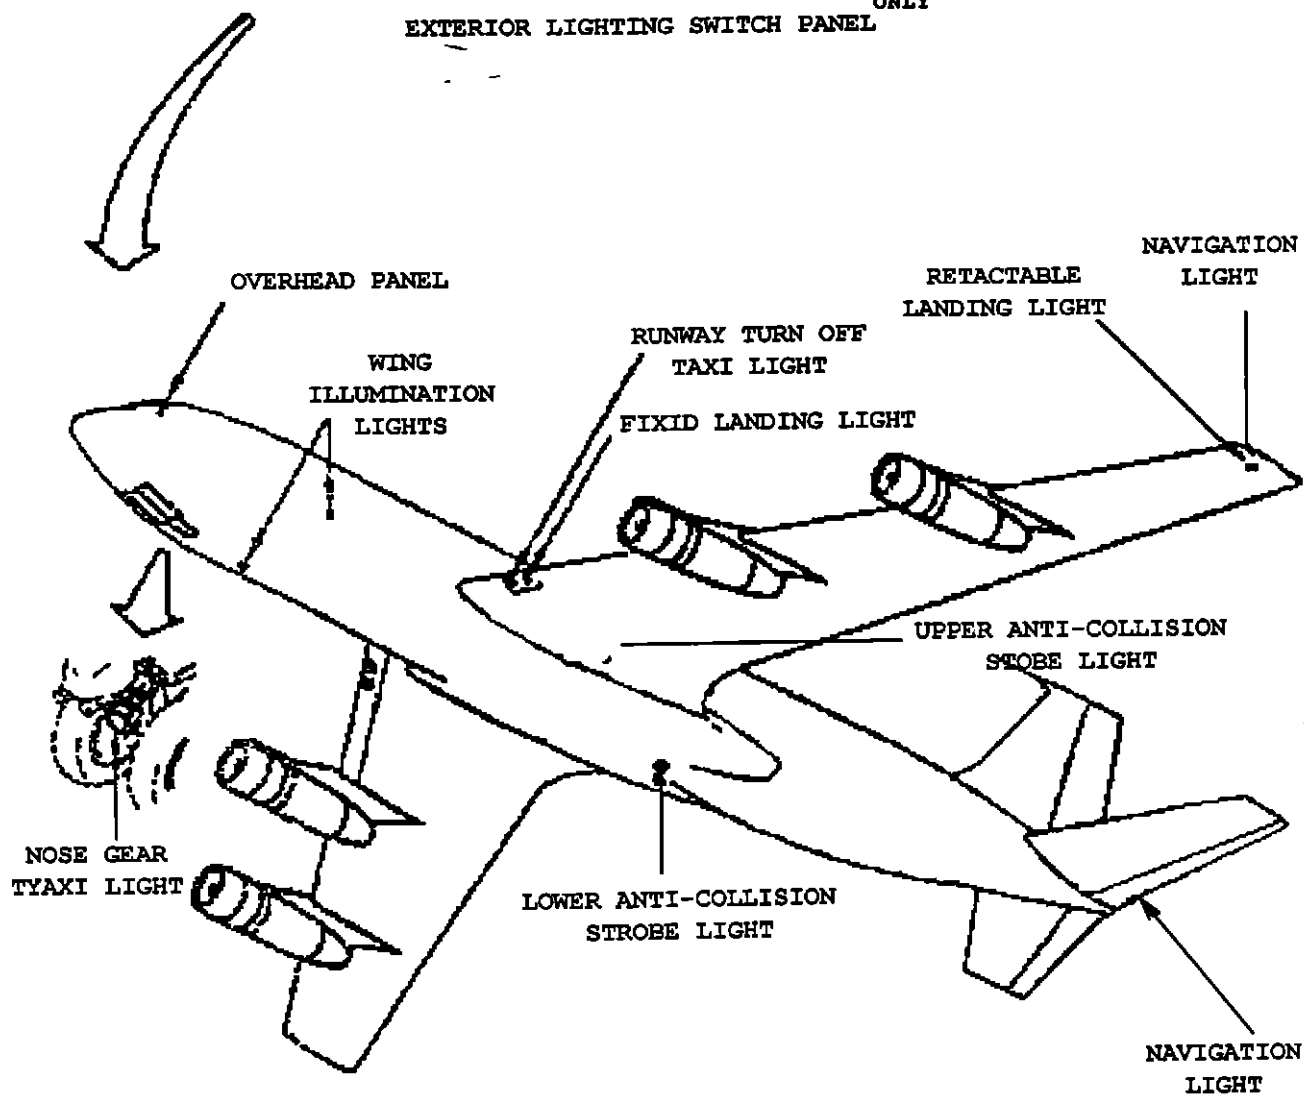 ONLY
EXTERIOR LIGHTING SWITCH PANEL
NAVIGATION
LIGHT
OVERHEAD PANEL
RETACTABLE
LANDING LIGHT
RUNWAY TURN OFF
TAXI LIGHT
WING
ILLUMINATION
LIGHTS
FIXID LANDING LIGHT
UPPER ANTI-COLLISION
STOBE LIGHT
NOSE GEAR
TYAXI LIGHT
LOWER ANTI-COLLISION
STROBE LIGHT
NAVIGATION
LIGHT